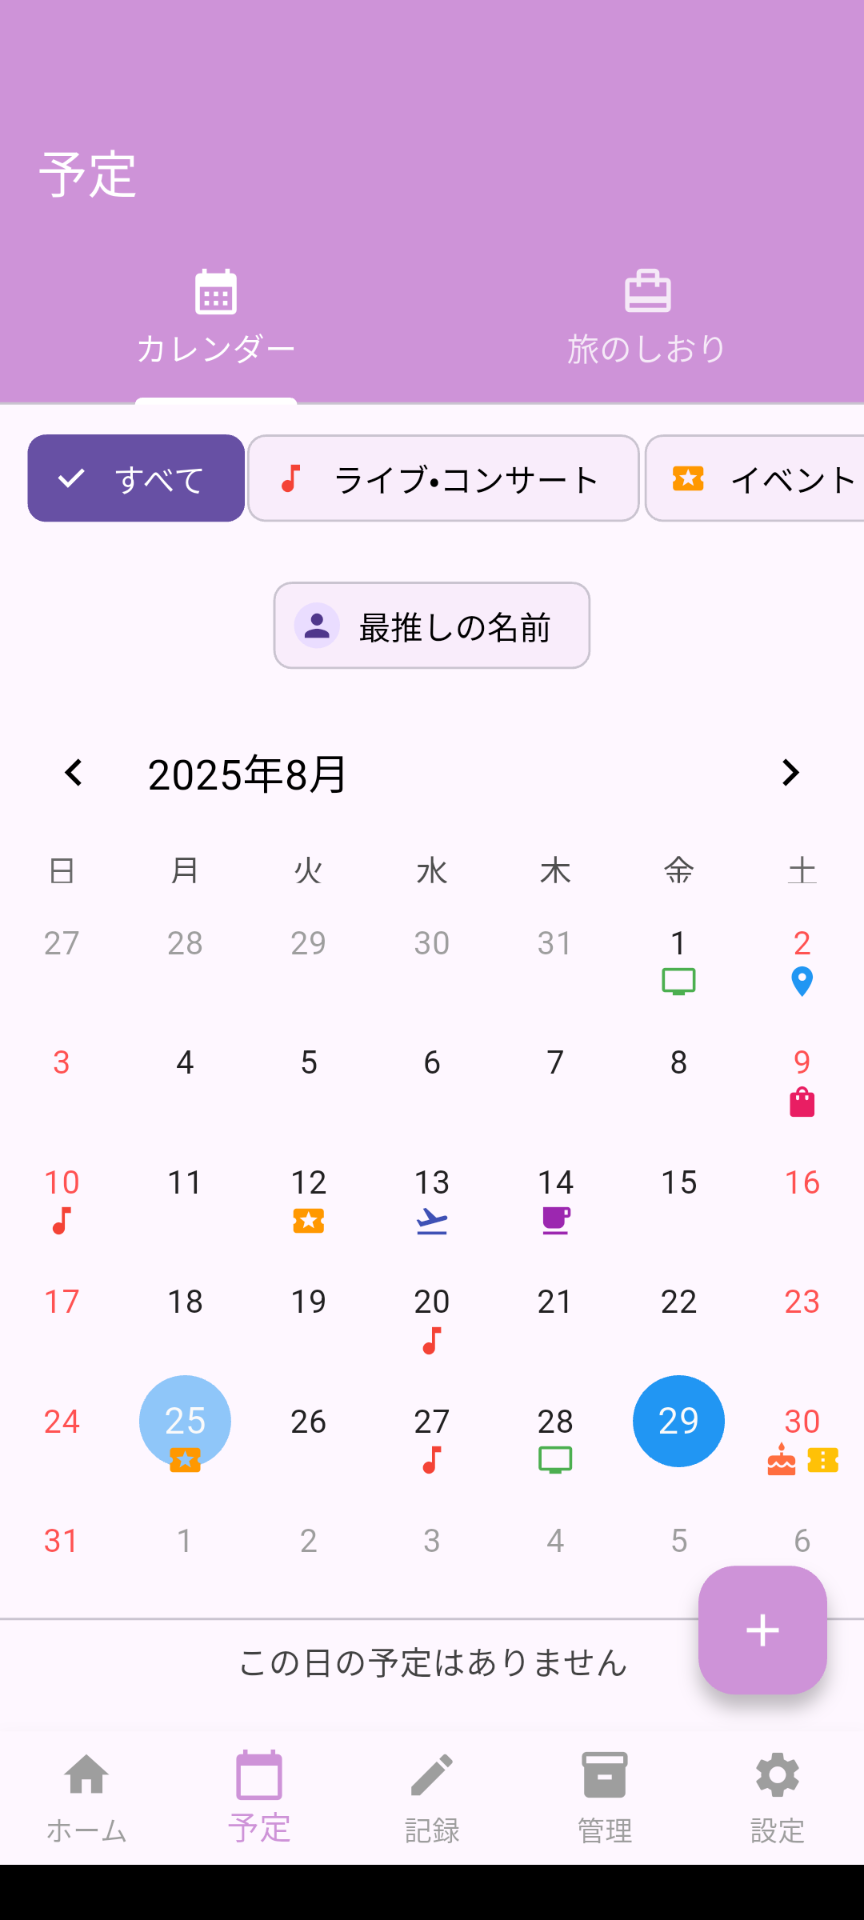 予定
カレンダー 旅のしおり
すべて ライブ•コンサート イベント
最推しの名前
2025年8月
日 月 火 水 木 金 土
27 28 29 30 31 1 2
3 4 5 6 7 8 9
10 11 12 13 14 15 16
17 18 19 20 21 22 23
24 25 26 27 28 29 30
31 1 2 3 4 5 6
この日の予定はありません
ホーム 予定 記録 管理 設定